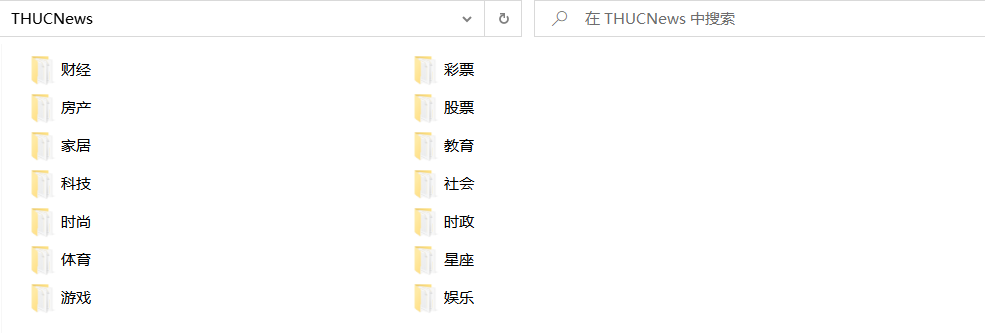 THUCNews
在 THUCNews 中搜索
财经
彩票
房产
股票
家居
教育
科技
社会
时尚
时政
体育
星座
游戏
娱乐